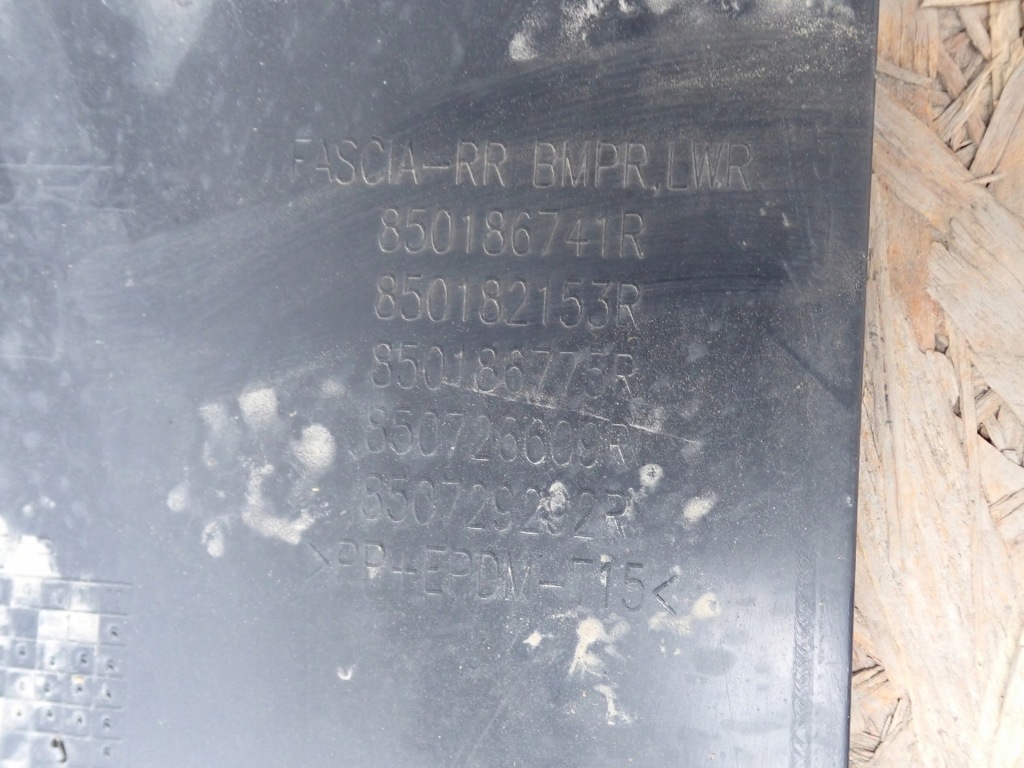 FASCIA-RR BMPR,LWR
850186741R
850182153R
850186775R
850726609R
850729292R
>PP+EPDM-T15<